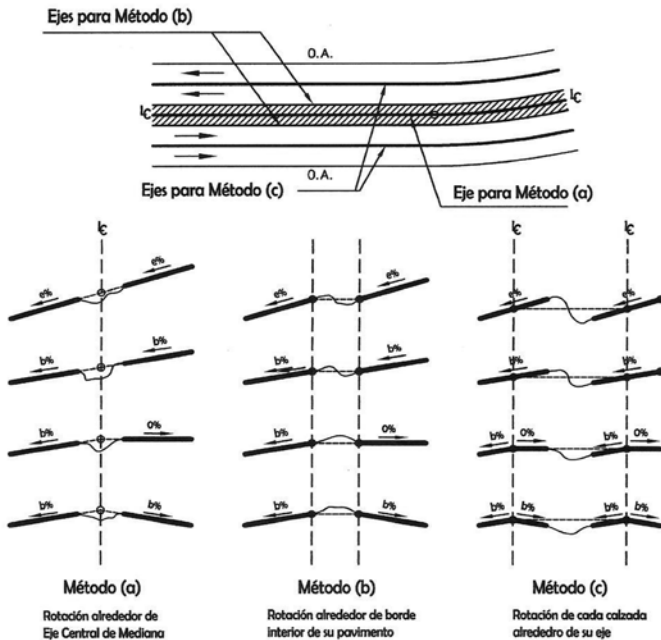 Ejes para Método (b)
O.A.
O.A.
Ejes para Método (c)
Eje para Método (a)
e%
e%
e%
e%
e%
e%
b%
b%
b%
b%
b%
b%
0%
b%
0%
b%
0%
b%
b%
b%
b%
b%
b%
b%
b%
Método (a)
Método (b)
Método (c)
Rotación alrededor de
Eje Central de Mediana
Rotación alrededor de borde
interior de su pavimento
Rotación de cada calzada
alrededro de su eje